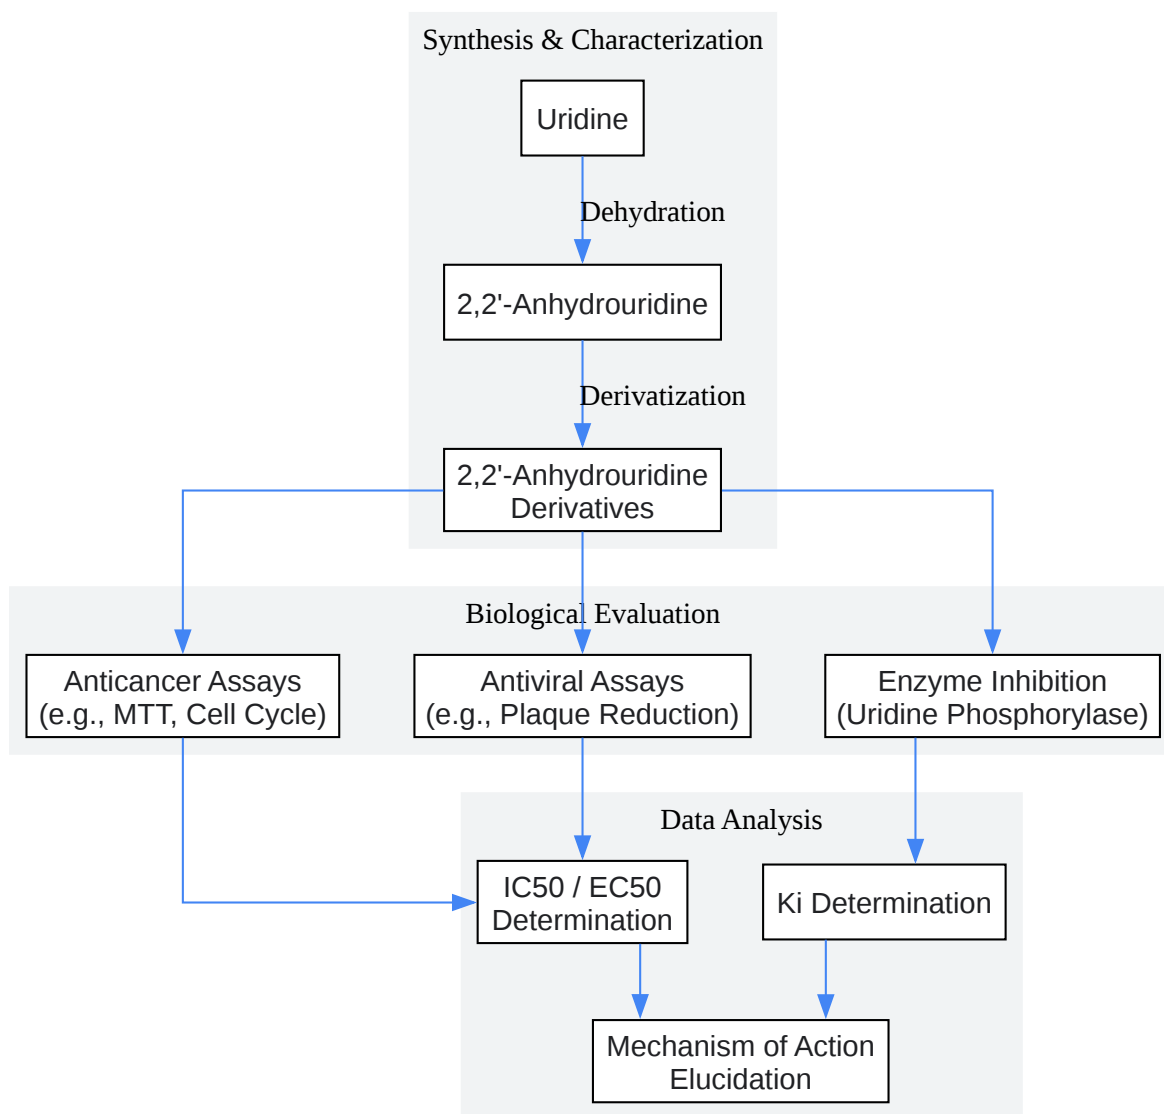 Synthesis & Characterization
Uridine
Dehydration
2,2'-Anhydrouridine
Derivatization
2,2'-Anhydrouridine
Derivatives
Biological Evaluation
Anticancer Assays
(e.g., MTT, Cell Cycle)
Antiviral Assays
(e.g., Plaque Reduction)
Enzyme Inhibition
(Uridine Phosphorylase)
Data Analysis
IC50 / EC50
Determination
Ki Determination
Mechanism of Action
Elucidation